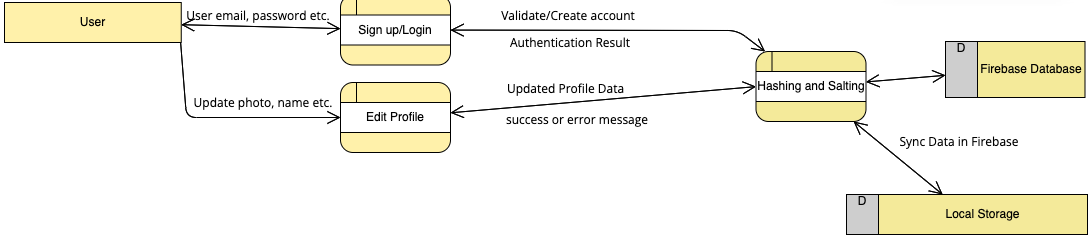 User
User email, password etc.
Sign up/Login
Validate/Create account
Authentication Result
Update photo, name etc.
Edit Profile
Updated Profile Data
success or error message
Hashing and Salting
D
Firebase Database
Sync Data in Firebase
D
Local Storage